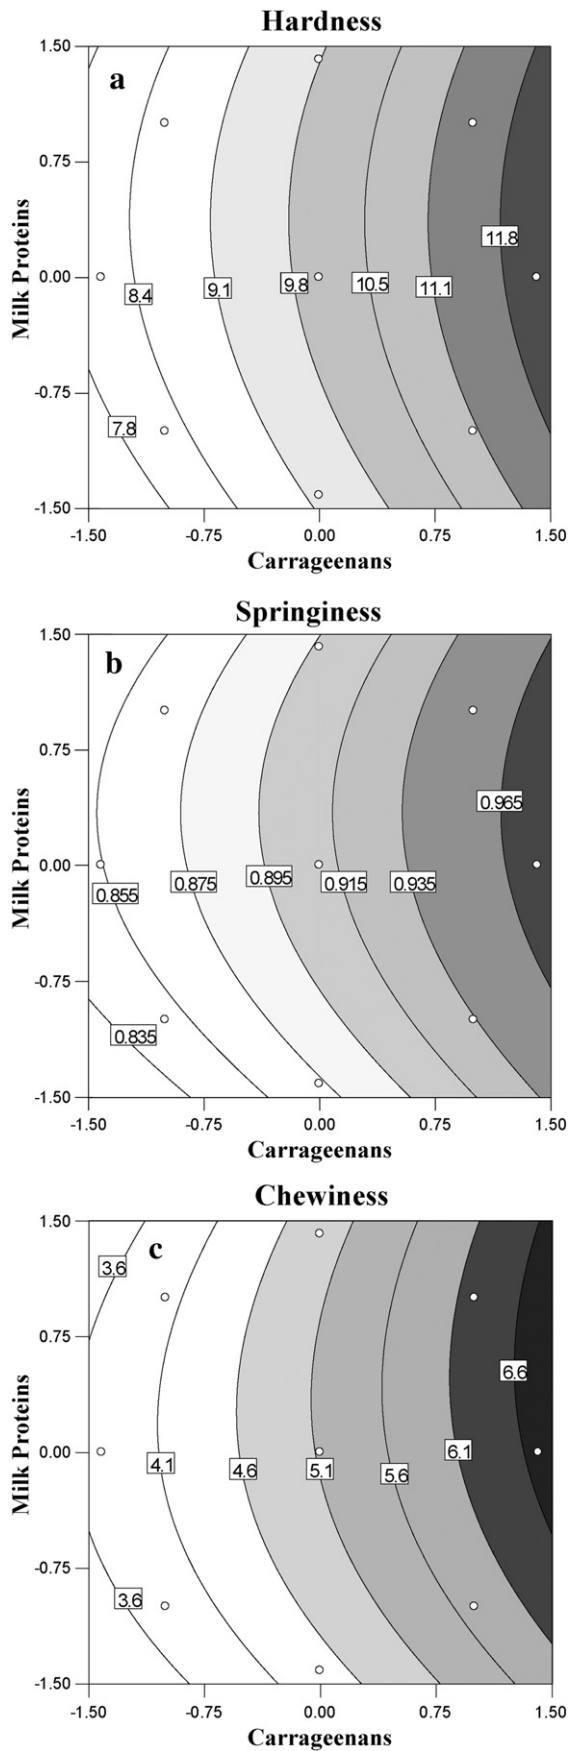 Hardness
1.50
a
0.75
11.8
Milk Proteins
0.00
8.4 9.1 9.8 10.5 11.1
-0.75
7.8
-1.50
-1.50 -0.75 0.00 0.75 1.50
Carrageenans
Springiness
1.50
b
0.75
0.965
Milk Proteins
0.00
0.855 0.875 0.895 0.915 0.935
-0.75
0.835
-1.50
-1.50 -0.75 0.00 0.75 1.50
Carrageenans
Chewiness
1.50
c
3.6
0.75
6.6
Milk Proteins
0.00
4.1 4.6 5.1 5.6 6.1
-0.75
3.6
-1.50
-1.50 -0.75 0.00 0.75 1.50
Carrageenans